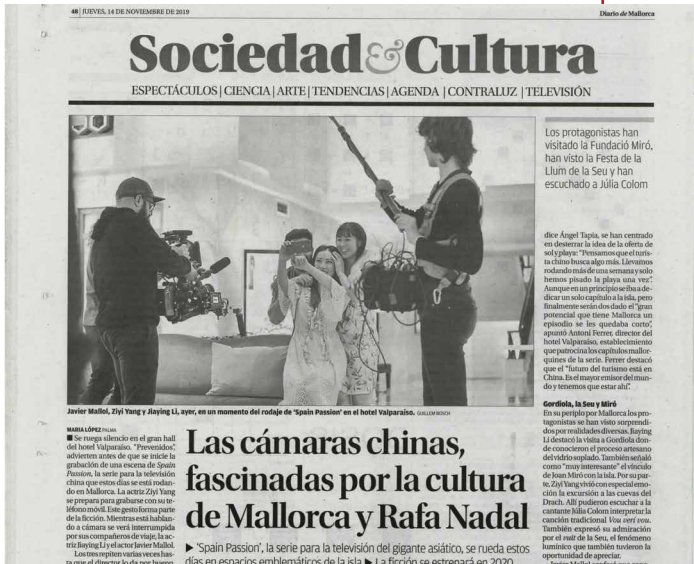 48 | JUEVES, 14 DE NOVIEMBRE DE 2019
Diario de Mallorca
Sociedad&Cultura
ESPECTÁCULOS | CIENCIA | ARTE | TENDENCIAS | AGENDA | CONTRALUZ | TELEVISIÓN
Javier Mallol, Ziyi Yang y Jiaying Li, ayer, en un momento del rodaje de 'Spain Passion' en el hotel Valparaíso. GUILLEM BOSCH
MARIA LÓPEZ PALMA
■ Se ruega silencio en el gran hall
del hotel Valparaíso. "Prevenidos",
advierten antes de que se inicie la
grabación de una escena de Spain
Passion, la serie para la televisión
china que estos días se está rodan-
do en Mallorca. La actriz Ziyi Yang
se prepara para grabarse con su te-
léfono móvil. Este gesto forma parte
de la ficción. Mientras está hablan-
do a cámara se verá interrumpida
por sus compañeros de viaje, la ac-
triz Baying Li y el actor Javier Mallol.
Los tres repiten varias veces has-
ta que el director lo da por bueno.
Las cámaras chinas,
fascinadas por la cultura
de Mallorca y Rafa Nadal
► 'Spain Passion', la serie para la televisión del gigante asiático, se rueda estos
días en espacios emblemáticos de la isla ► La ficción se estrenará en 2020
Los protagonistas han
visitado la Fundació Miró,
han visto la Festa de la
Llum de la Seu y han
escuchado a Júlia Colom
dice Ángel Tapia, se han centrado
en desterrar la idea de la oferta de
sol y playa: "Pensamos que el turis-
ta chino busca algo más. Llevamos
rodando más de una semana y solo
hemos pisado la playa una vez".
Aunque en un principio se iba a de-
dicar un solo capítulo a la isla, pero
finalmente serán dos dado el "gran
potencial que tiene Mallorca un
episodio se les quedaba corto",
apuntó Antoni Ferrer, director del
hotel Valparaíso, establecimiento
que patrocina los capítulos mallor-
quines de la serie. Ferrer destacó
que el "futuro del turismo está en
China. Es el mayor emisor del mun-
do y tenemos que estar ahí".
Gordiola, la Seu y Miró
En su periplo por Mallorca los pro-
tagonistas se han visto sorprendi-
dos por realidades diversas. Baying
Li destacó la visita a Gordiola don-
de conocieron el proceso artesano
del vidrio soplado. También señaló
como "muy interesante" el vínculo
de Joan Miró con la isla. Por su par-
te, Ziyi Yang vivió con especial emo-
ción la excursión a las cuevas del
Drach. Allí pudieron escuchar a la
cantante Júlia Colom interpretar la
canción tradicional Vou verí vou.
También expresó su admiración
por el vuit de la Seu, el fenómeno
lumínico que también tuvieron la
oportunidad de apreciar.